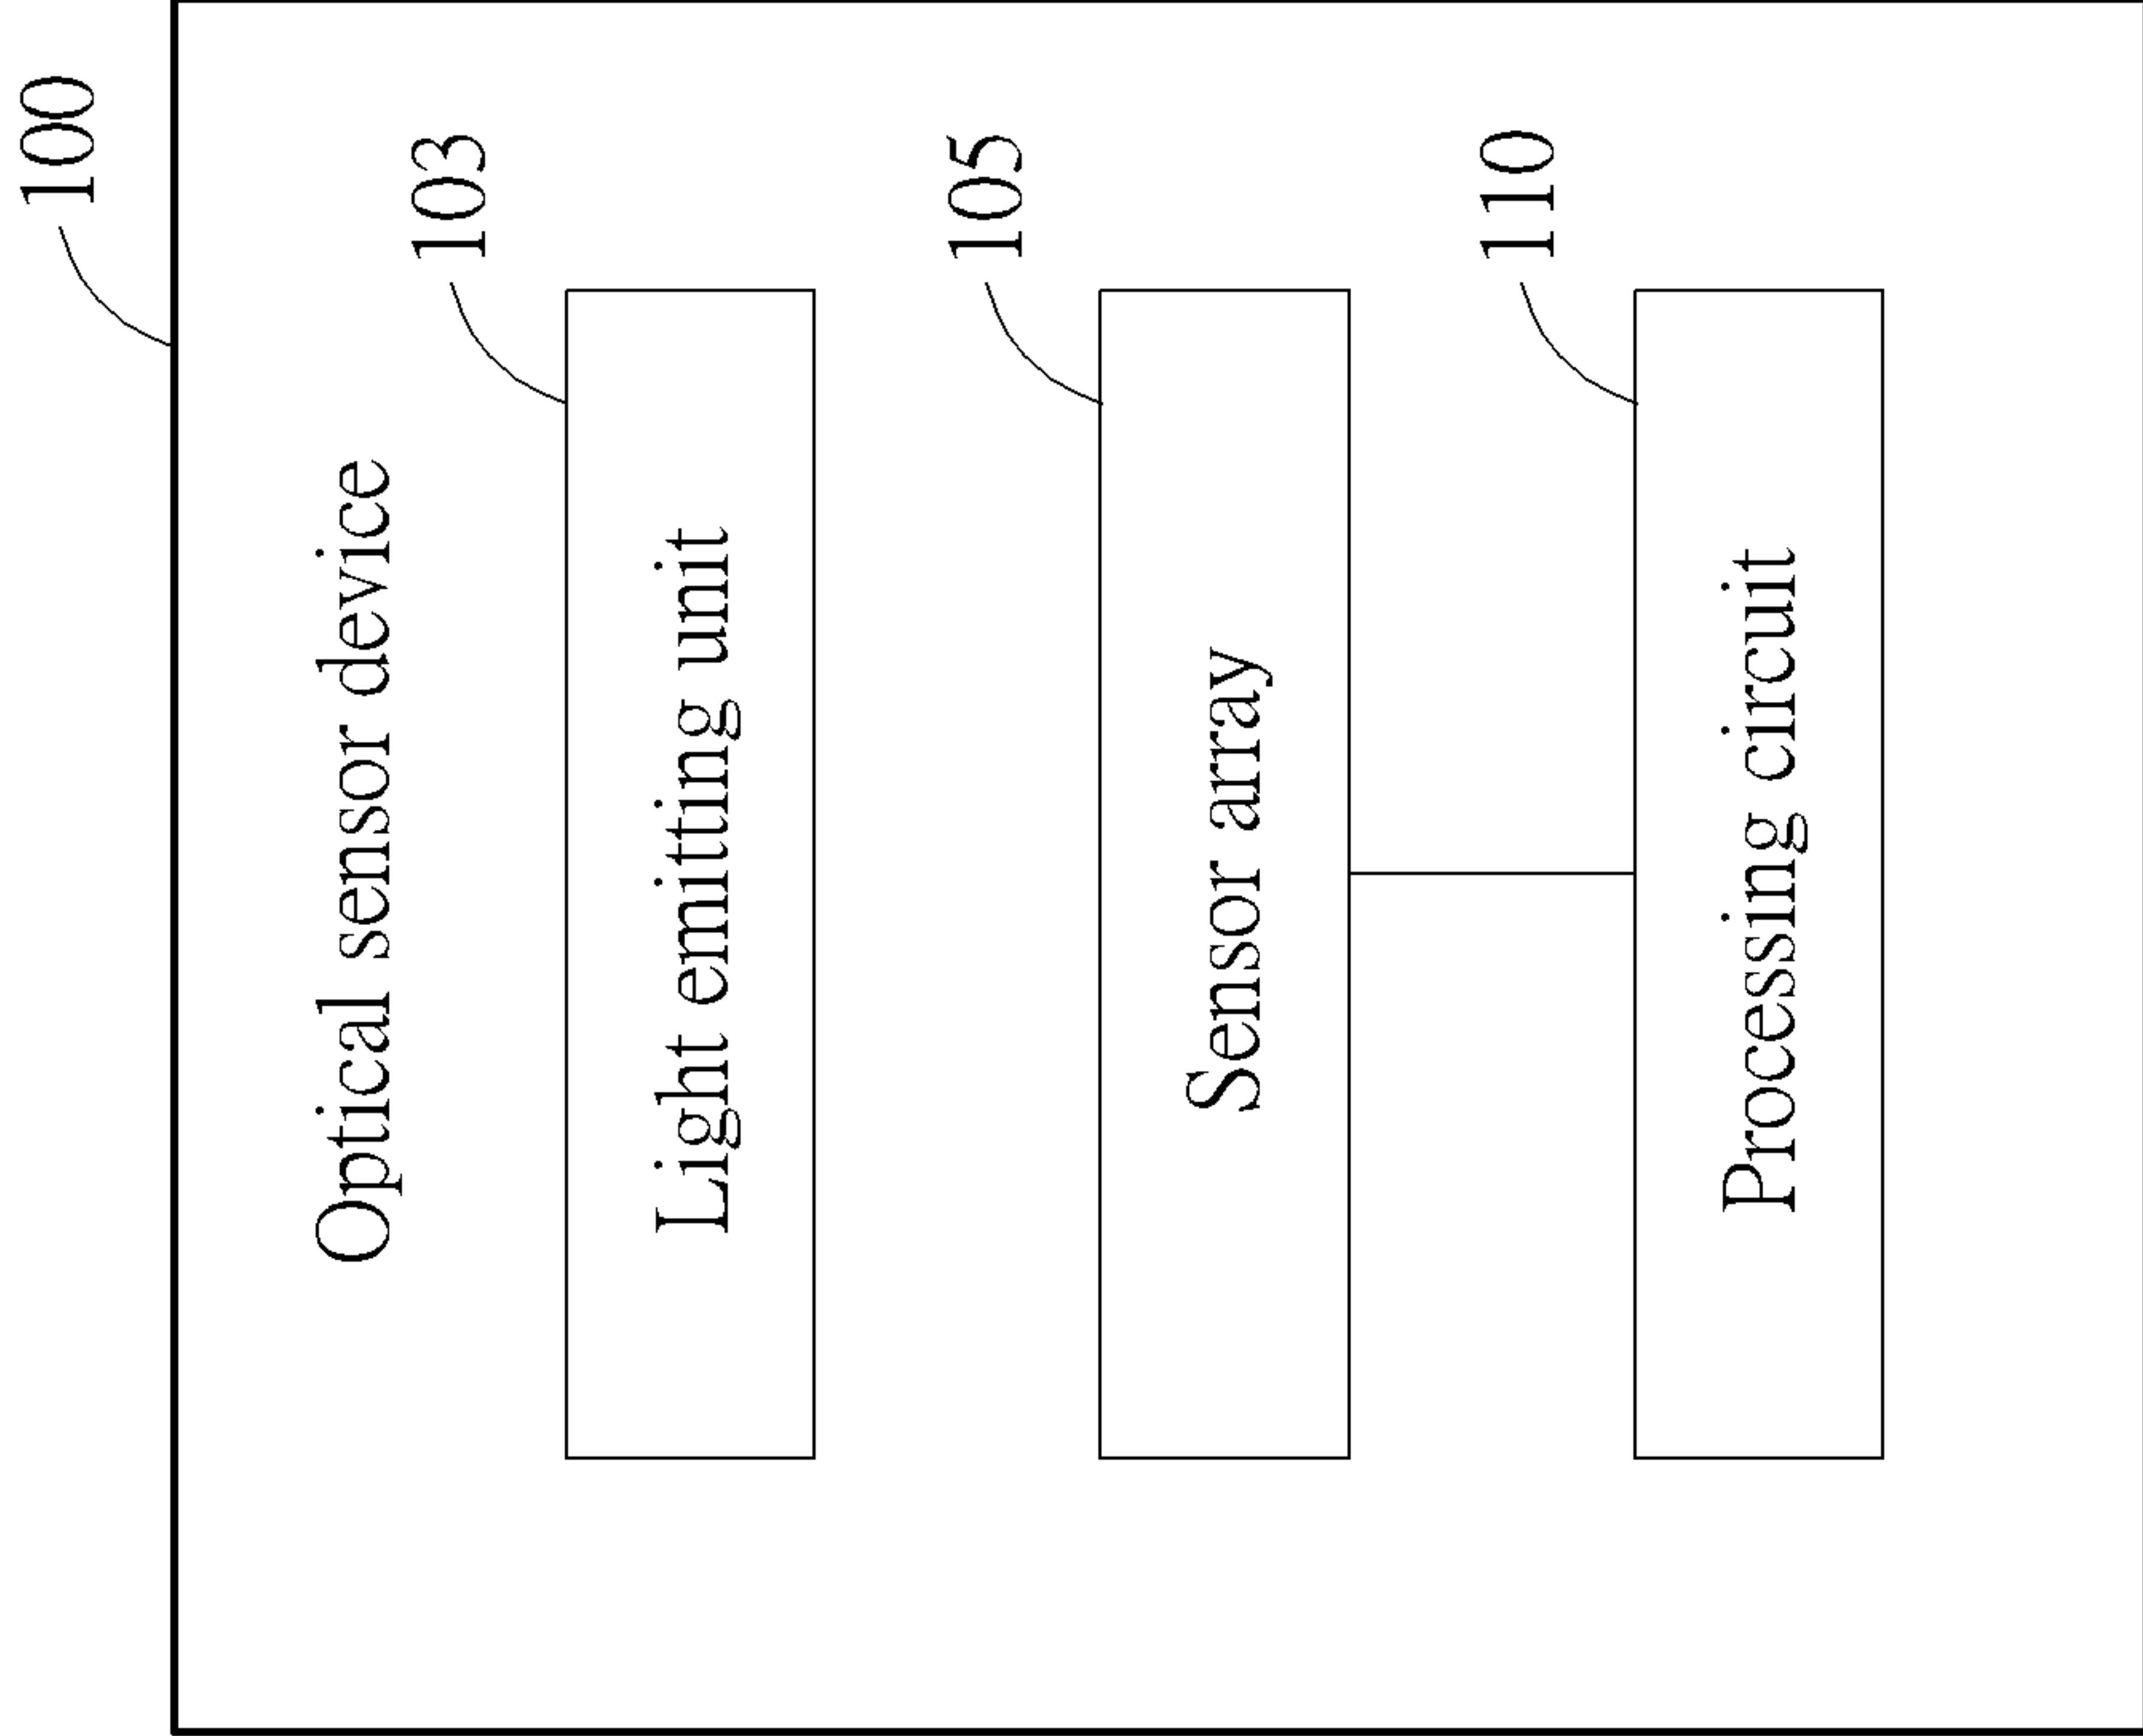 100
Optical sensor device
103
Light emitting unit
105
Sensor array
110
Processing circuit